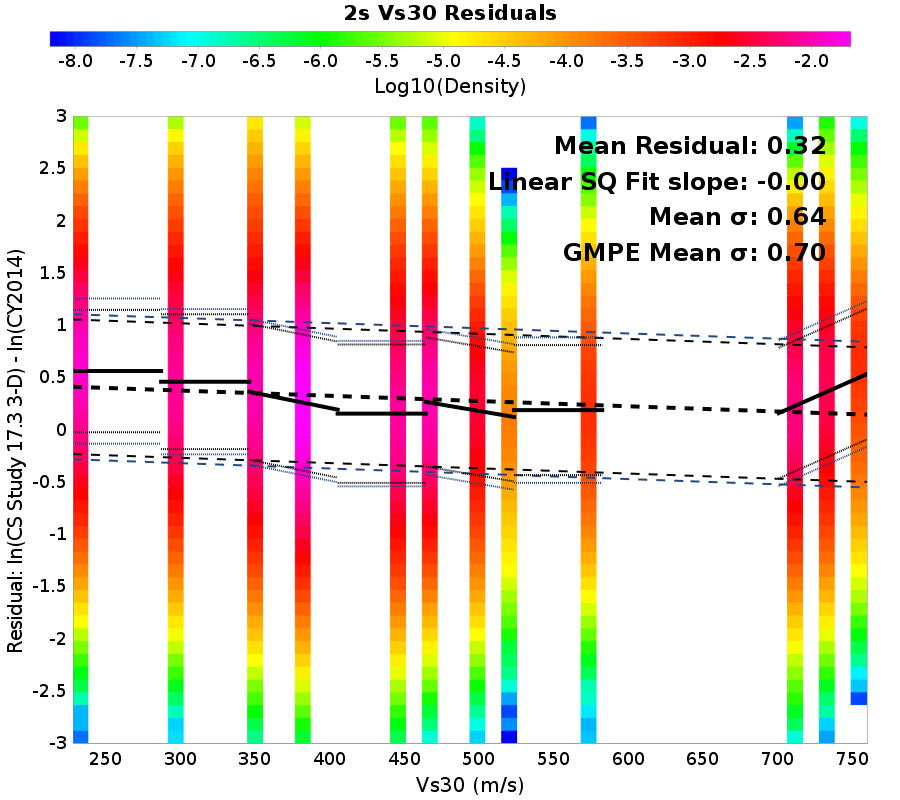 2s Vs30 Residuals
-8.0 -7.5 -7.0 -6.5 -6.0 -5.5 -5.0 -4.5 -4.0 -3.5 -3.0 -2.5 -2.0
Log10(Density)
Residual: ln(CS Study 17.3 3-D) - ln(CY2014)
3
2.5
2
1.5
1
0.5
0
-0.5
-1
-1.5
-2
-2.5
-3
Mean Residual: 0.32
Linear SQ Fit slope: -0.00
Mean σ: 0.64
GMPE Mean σ: 0.70
250 300 350 400 450 500 550 600 650 700 750
Vs30 (m/s)